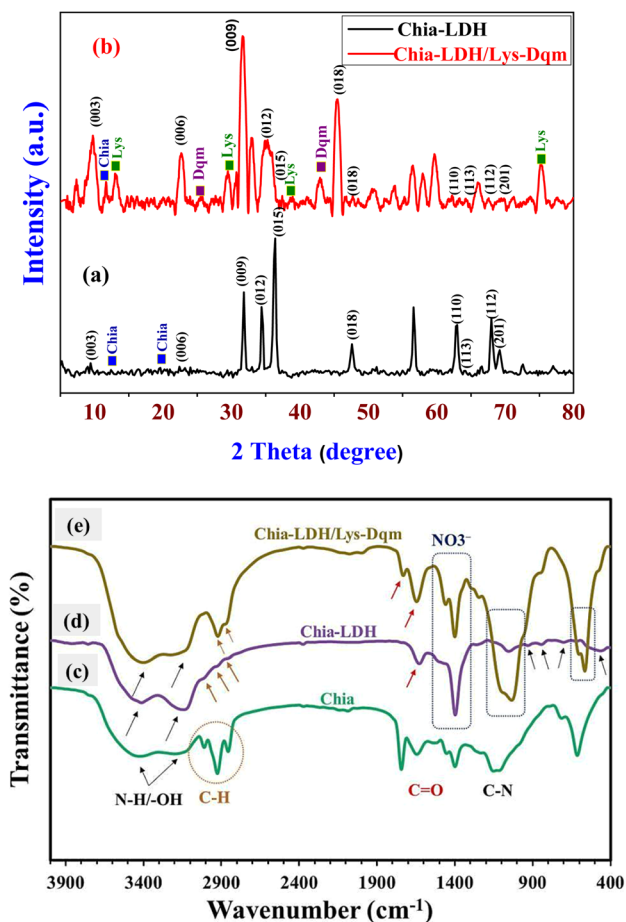 (b)
Chia-LDH
Chia-LDH/Lys-Dqm
(003)
Chia
Lys
(006)
Dqm
Lys
(009)
(012)
(015)
Lys
Dqm
(018)
(018)
(110)
(113)
(112)
(201)
Lys
Intensity (a.u.)
(a)
(003)
Chia
Chia
(006)
(009)
(012)
(015)
(018)
(110)
(113)
(112)
(201)
10 20 30 40 50 60 70 80
2 Theta (degree)
(e)
Chia-LDH/Lys-Dqm
NO3⁻
(d)
Chia-LDH
(c)
Chia
Transmittance (%)
N-H/-OH
C-H
C=O
C-N
3900 3400 2900 2400 1900 1400 900 400
Wavenumber (cm⁻¹)